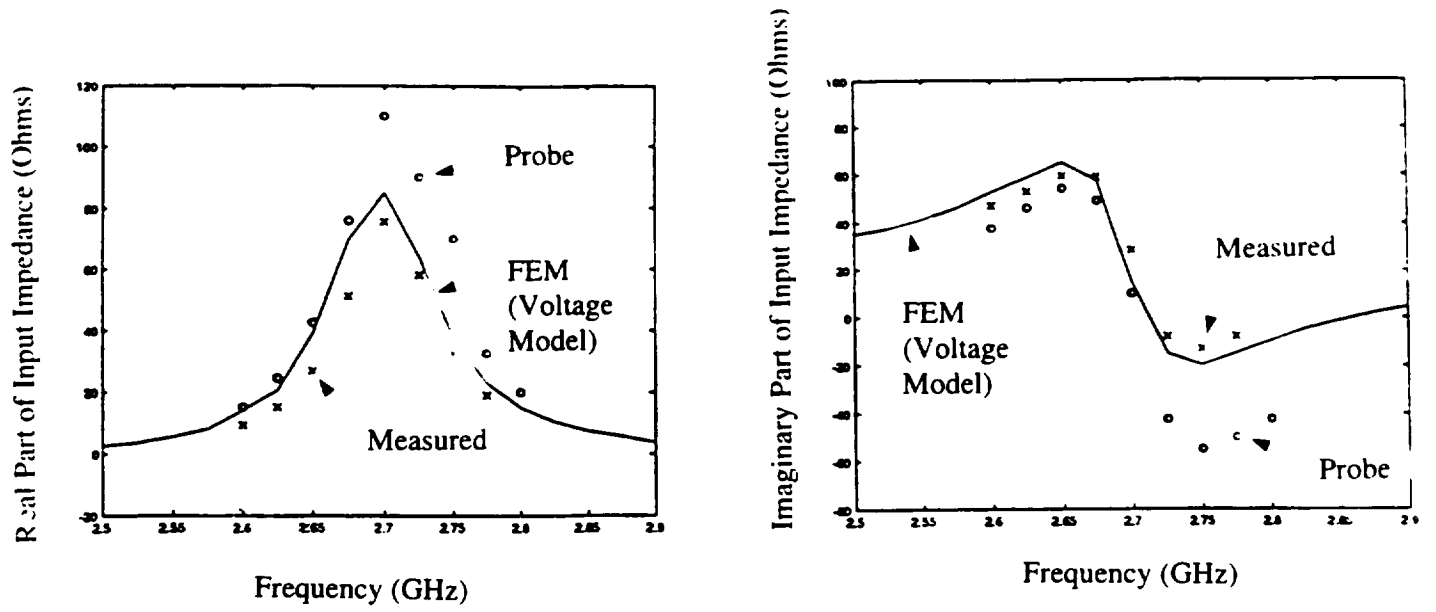 Real Part of Input Impedance (Ohms)
120
100
80
60
40
20
0
-20
2.5
2.55
2.6
2.65
2.7
2.75
2.8
2.85
2.9
Probe
FEM
(Voltage
Model)
Measured
Frequency (GHz)
Imaginary Part of Input Impedance (Ohms)
100
80
60
40
20
0
-20
-40
-60
-80
2.5
2.55
2.6
2.65
2.7
2.75
2.8
2.9
Measured
FEM
(Voltage
Model)
Probe
Frequency (GHz)